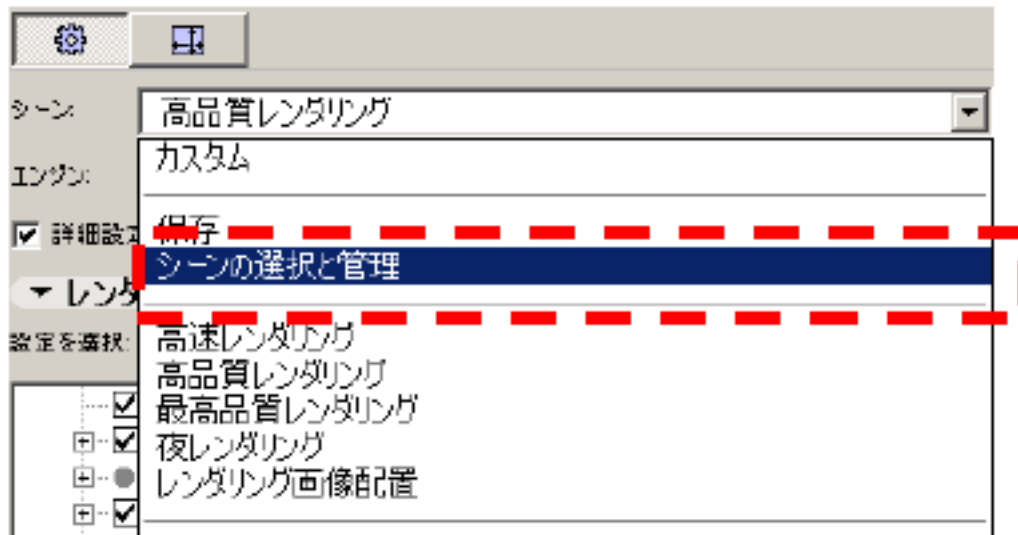 シーン:
高品質レンダリング
カスタム
エンジン:
保存
詳細設定
シーンの選択と管理
レンダ
高速レンダリング
設定を選択:
高品質レンダリング
最高品質レンダリング
夜レンダリング
レンダリング画像配置